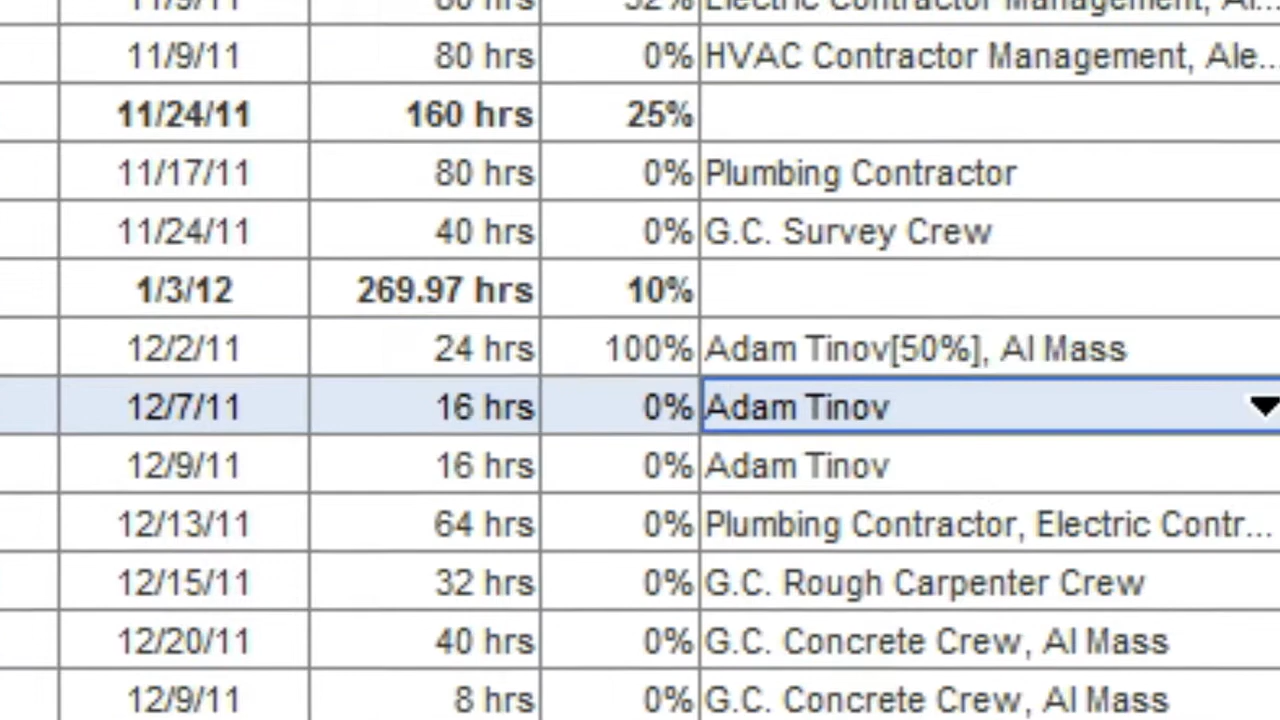 11/9/11 80 hrs 52% Electric Contractor Management, Al...
11/9/11 80 hrs 0% HVAC Contractor Management, Ale...
11/24/11 160 hrs 25%
11/17/11 80 hrs 0% Plumbing Contractor
11/24/11 40 hrs 0% G.C. Survey Crew
1/3/12 269.97 hrs 10%
12/2/11 24 hrs 100% Adam Tinov[50%], Al Mass
12/7/11 16 hrs 0% Adam Tinov
12/9/11 16 hrs 0% Adam Tinov
12/13/11 64 hrs 0% Plumbing Contractor, Electric Contr...
12/15/11 32 hrs 0% G.C. Rough Carpenter Crew
12/20/11 40 hrs 0% G.C. Concrete Crew, Al Mass
12/9/11 8 hrs 0% G.C. Concrete Crew, Al Mass